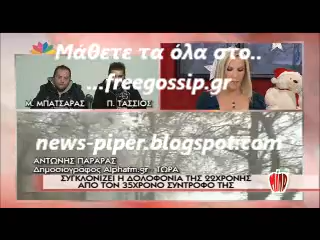 Μάθετε τα όλα στο..
...freegossip.gr
Μ. ΜΠΑΤΣΑΡΑΣ
Π. ΤΑΣΣΙΟΣ
news-piper.blogspot.com
ΑΝΤΩΝΗΣ ΠΑΡΑΡΑΣ
Δημοσιογράφος Alphatm.gr - ΤΩΡΑ
ΣΥΓΚΛΟΝΙΖΕΙ Η ΔΟΛΟΦΟΝΙΑ ΤΗΣ 22ΧΡΟΝΗΣ
ΑΠΟ ΤΟΝ 35ΧΡΟΝΟ ΣΥΝΤΡΟΦΟ ΤΗΣ